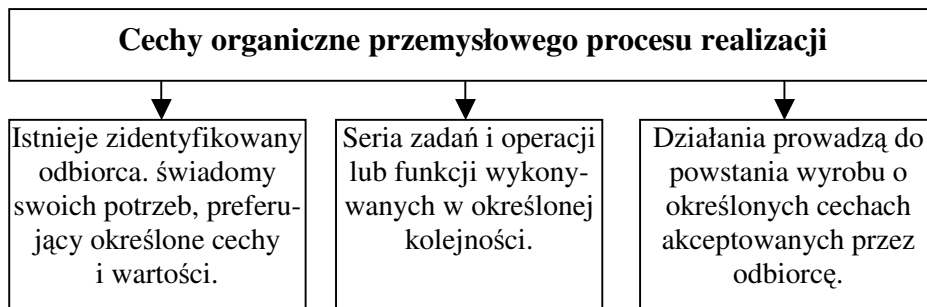 Cechy organiczne przemysłowego procesu realizacji
Istnieje zidentyfikowany
odbiorca. świadomy
swoich potrzeb, preferu-
jący określone cechy
i wartości.
Seria zadań i operacji
lub funkcji wykony-
wanych w określonej
kolejności.
Działania prowadzą do
powstania wyrobu o
określonych cechach
akceptowanych przez
odbiorcę.